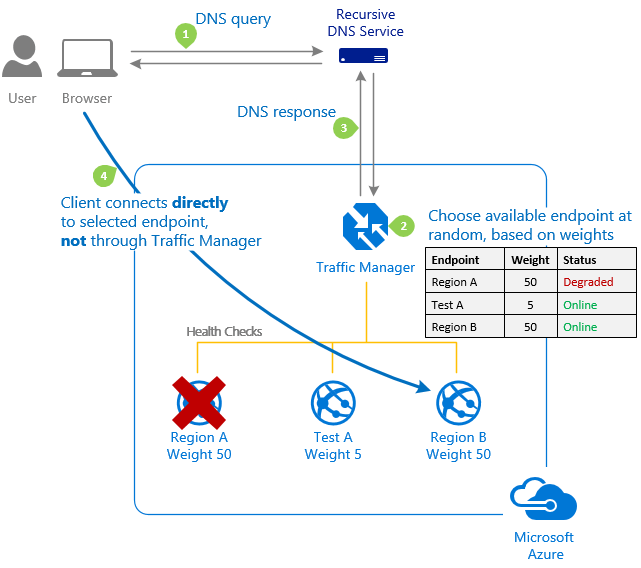 DNS query
1
Recursive
DNS Service
User
Browser
DNS response
3
4
Client connects directly
to selected endpoint,
not through Traffic Manager
2
Traffic Manager
Choose available endpoint at
random, based on weights
Endpoint Weight Status
Region A 50 Degraded
Test A 5 Online
Region B 50 Online
Health Checks
Region A
Weight 50
Test A
Weight 5
Region B
Weight 50
Microsoft
Azure